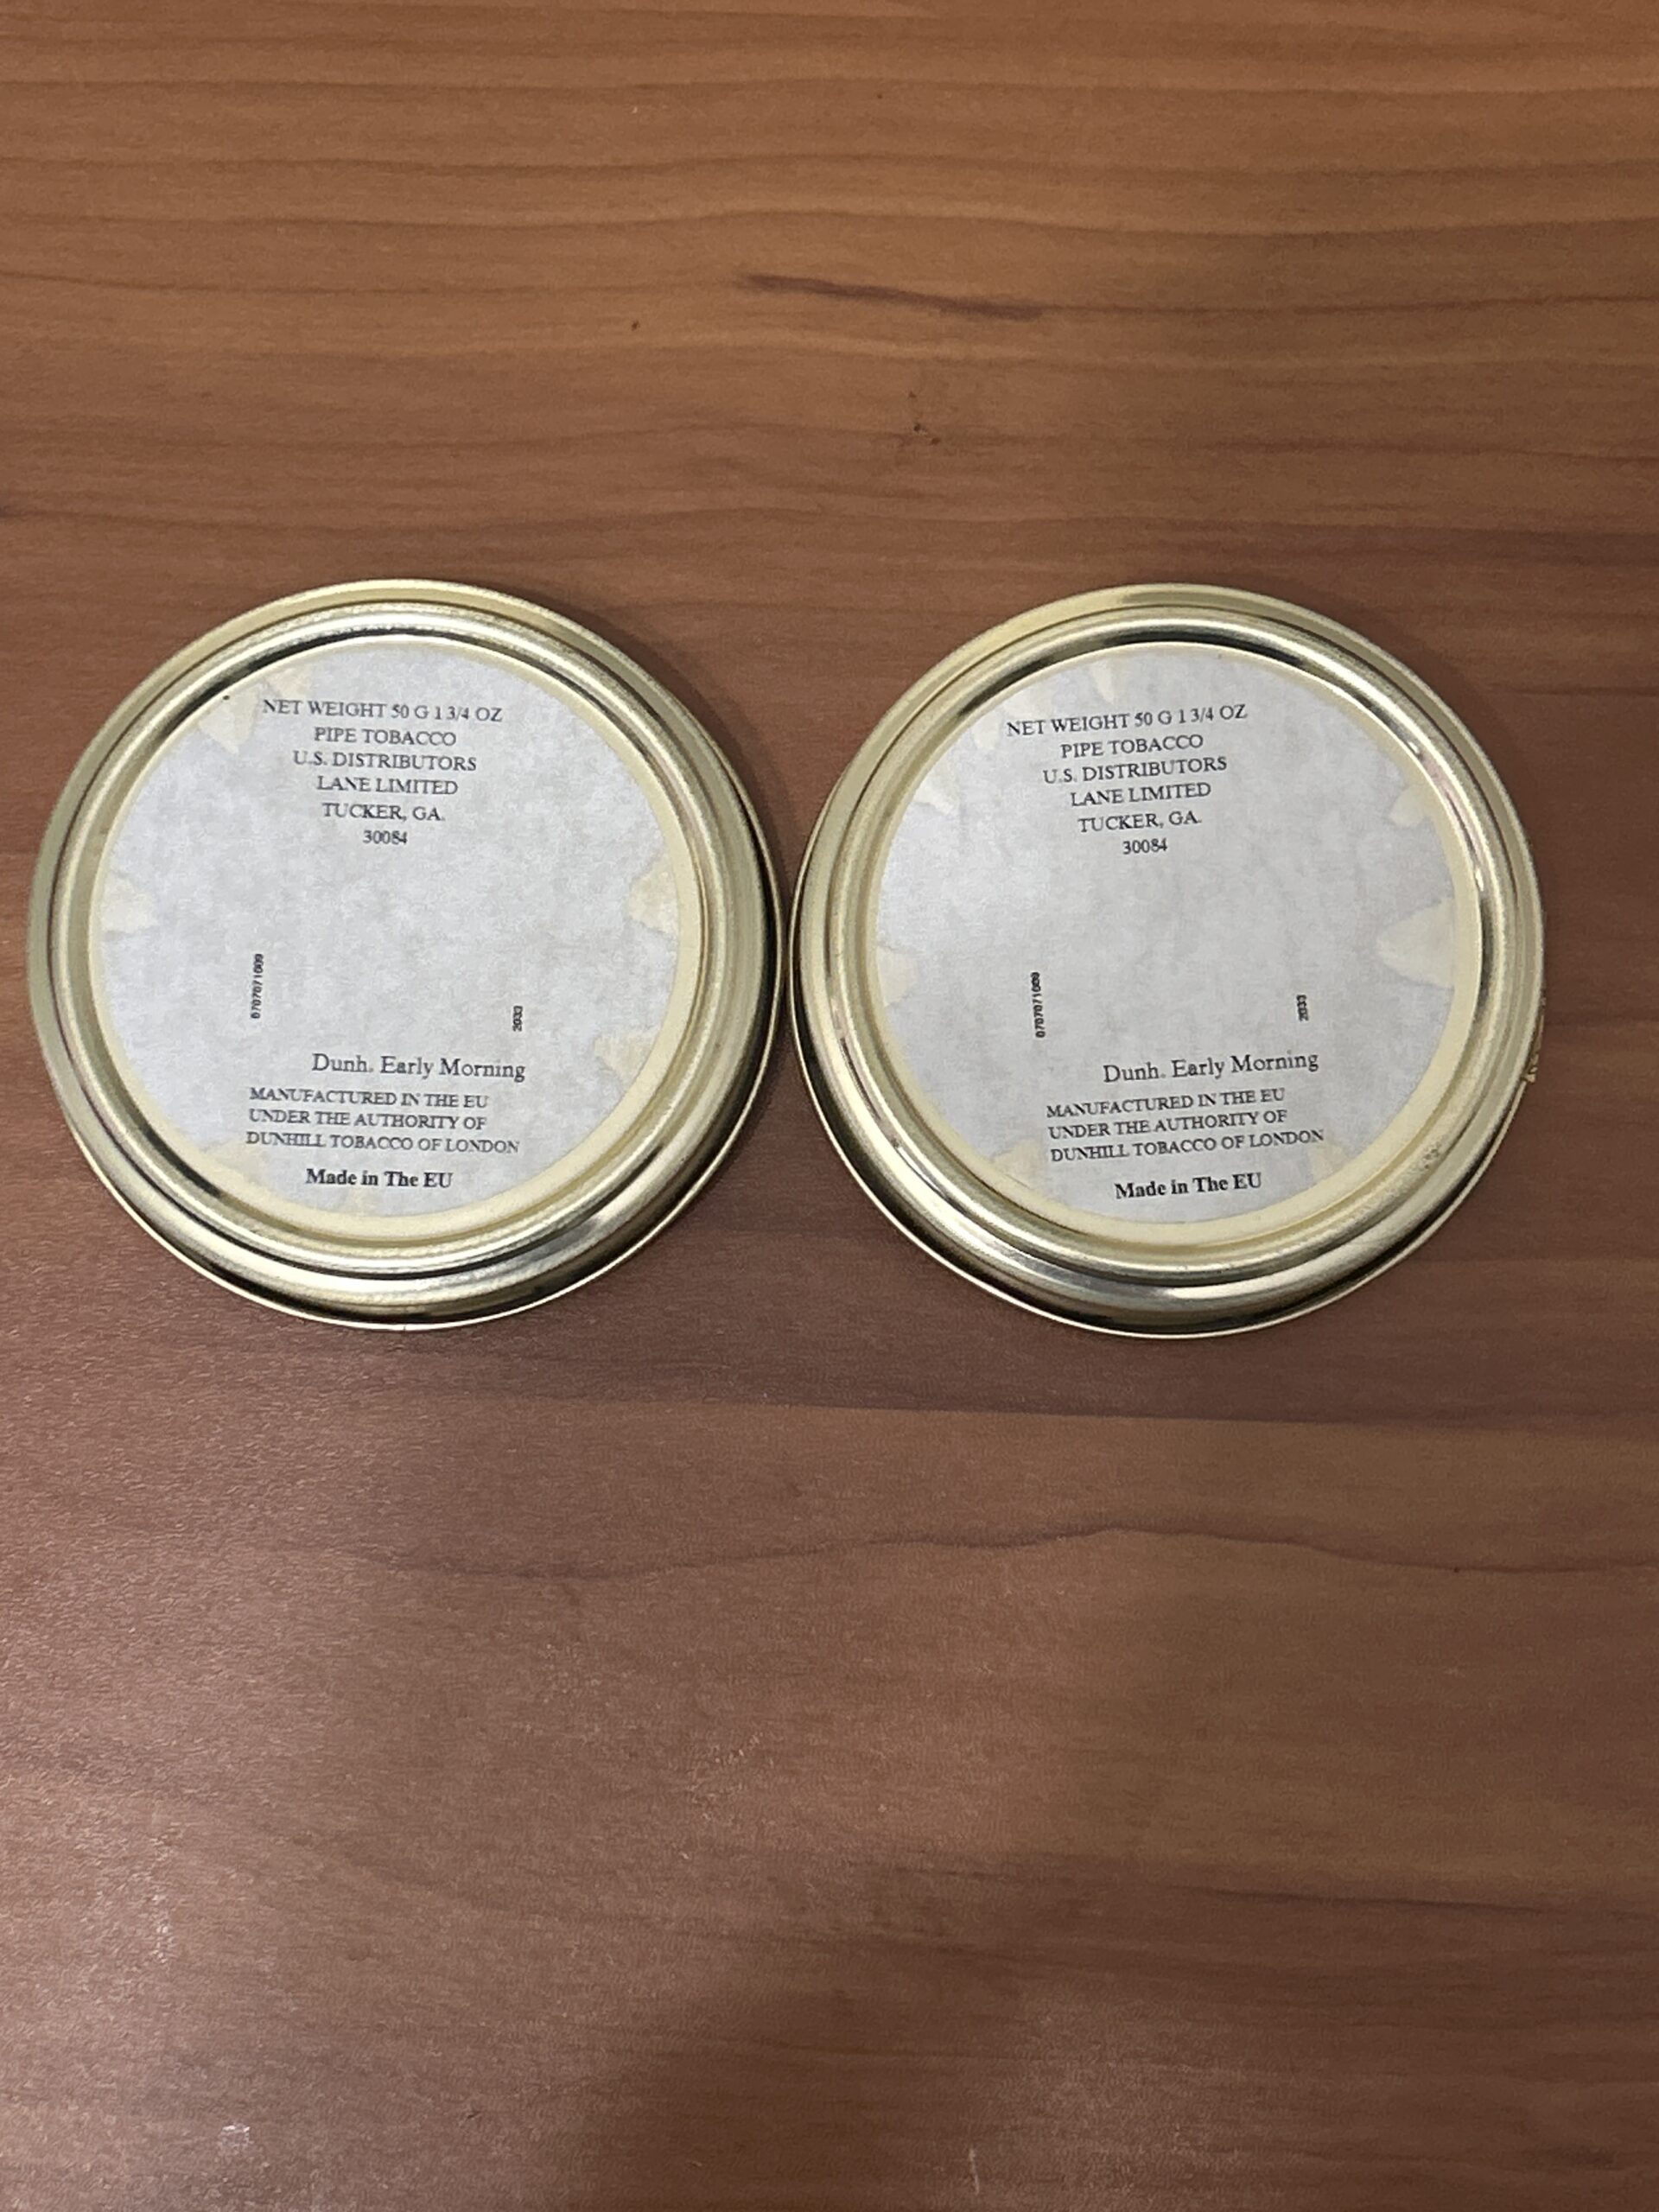 NET WEIGHT 50 G 1 3/4 OZ
PIPE TOBACCO
U.S. DISTRIBUTORS
LANE LIMITED
TUCKER, GA.
30084
2033
Dunh. Early Morning
MANUFACTURED IN THE EU
UNDER THE AUTHORITY OF
DUNHILL TOBACCO OF LONDON
Made in The EU
NET WEIGHT 50 G 1 3/4 OZ
PIPE TOBACCO
U.S. DISTRIBUTORS
LANE LIMITED
TUCKER, GA.
30084
2033
Dunh. Early Morning
MANUFACTURED IN THE EU
UNDER THE AUTHORITY OF
DUNHILL TOBACCO OF LONDON
Made in The EU